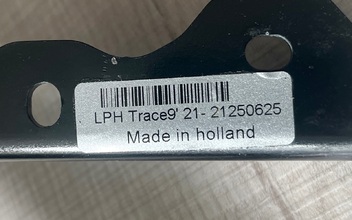 LPH Trace9' 21- 21250625
Made in holland